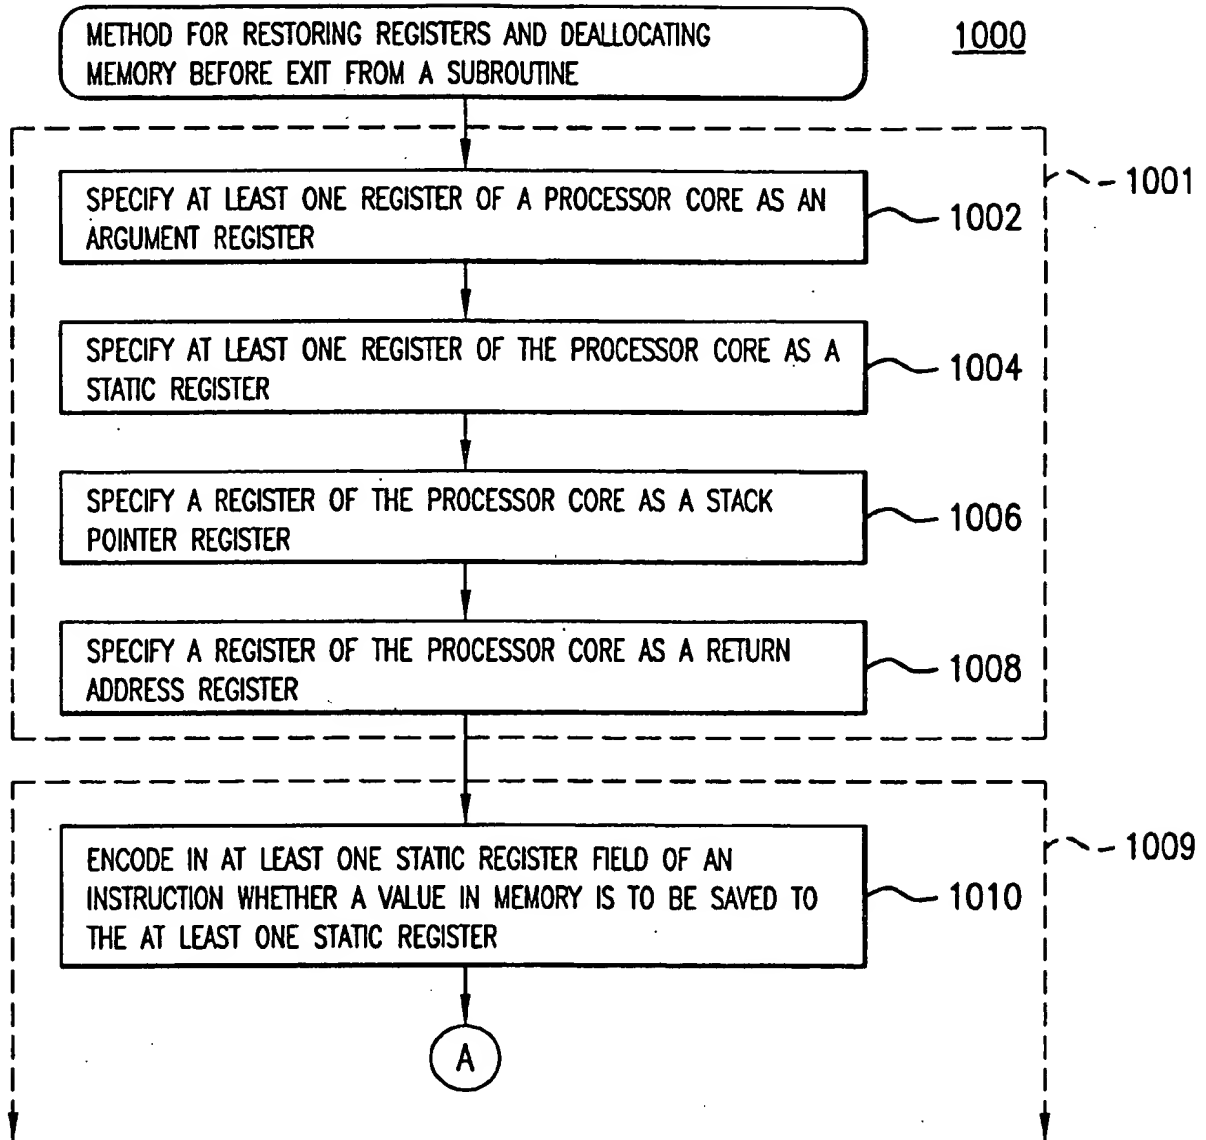 METHOD FOR RESTORING REGISTERS AND DEALLOCATING
MEMORY BEFORE EXIT FROM A SUBROUTINE
1000
1001
SPECIFY AT LEAST ONE REGISTER OF A PROCESSOR CORE AS AN
ARGUMENT REGISTER
1002
SPECIFY AT LEAST ONE REGISTER OF THE PROCESSOR CORE AS A
STATIC REGISTER
1004
SPECIFY A REGISTER OF THE PROCESSOR CORE AS A STACK
POINTER REGISTER
1006
SPECIFY A REGISTER OF THE PROCESSOR CORE AS A RETURN
ADDRESS REGISTER
1008
1009
ENCODE IN AT LEAST ONE STATIC REGISTER FIELD OF AN
INSTRUCTION WHETHER A VALUE IN MEMORY IS TO BE SAVED TO
THE AT LEAST ONE STATIC REGISTER
1010
A